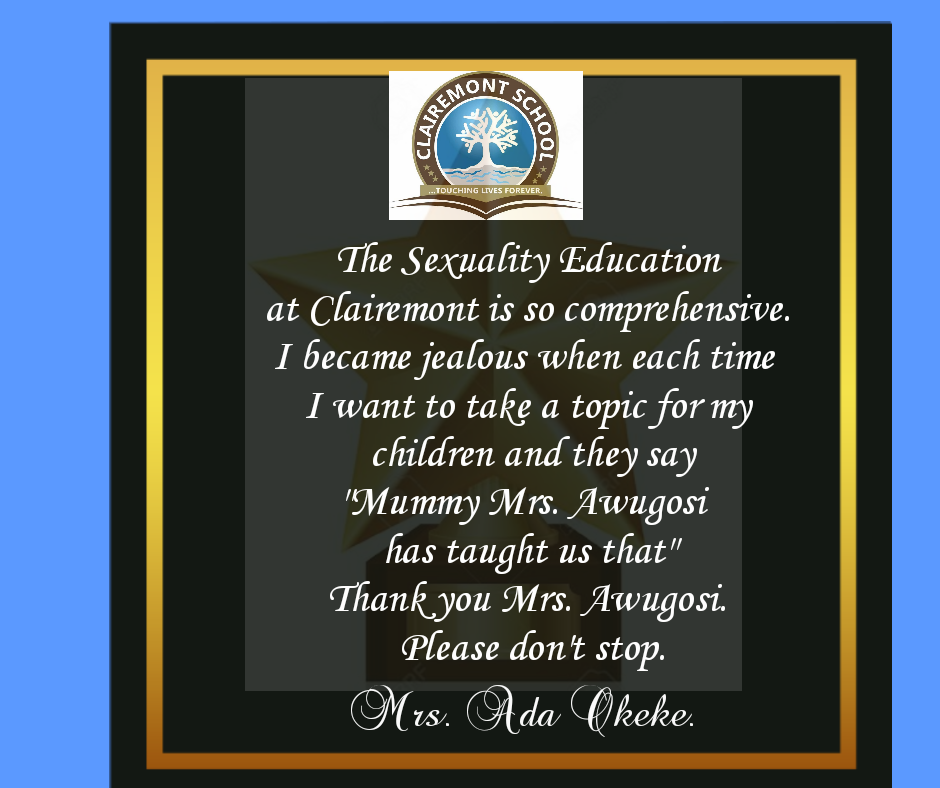 CLAIREMONT SCHOOL
...TOUCHING LIVES FOREVER.
The Sexuality Education
at Clairemont is so comprehensive.
I became jealous when each time
I want to take a topic for my
children and they say
"Mummy Mrs. Awugosi
has taught us that"
Thank you Mrs. Awugosi.
Please don't stop.
Mrs. Ada Okeke.